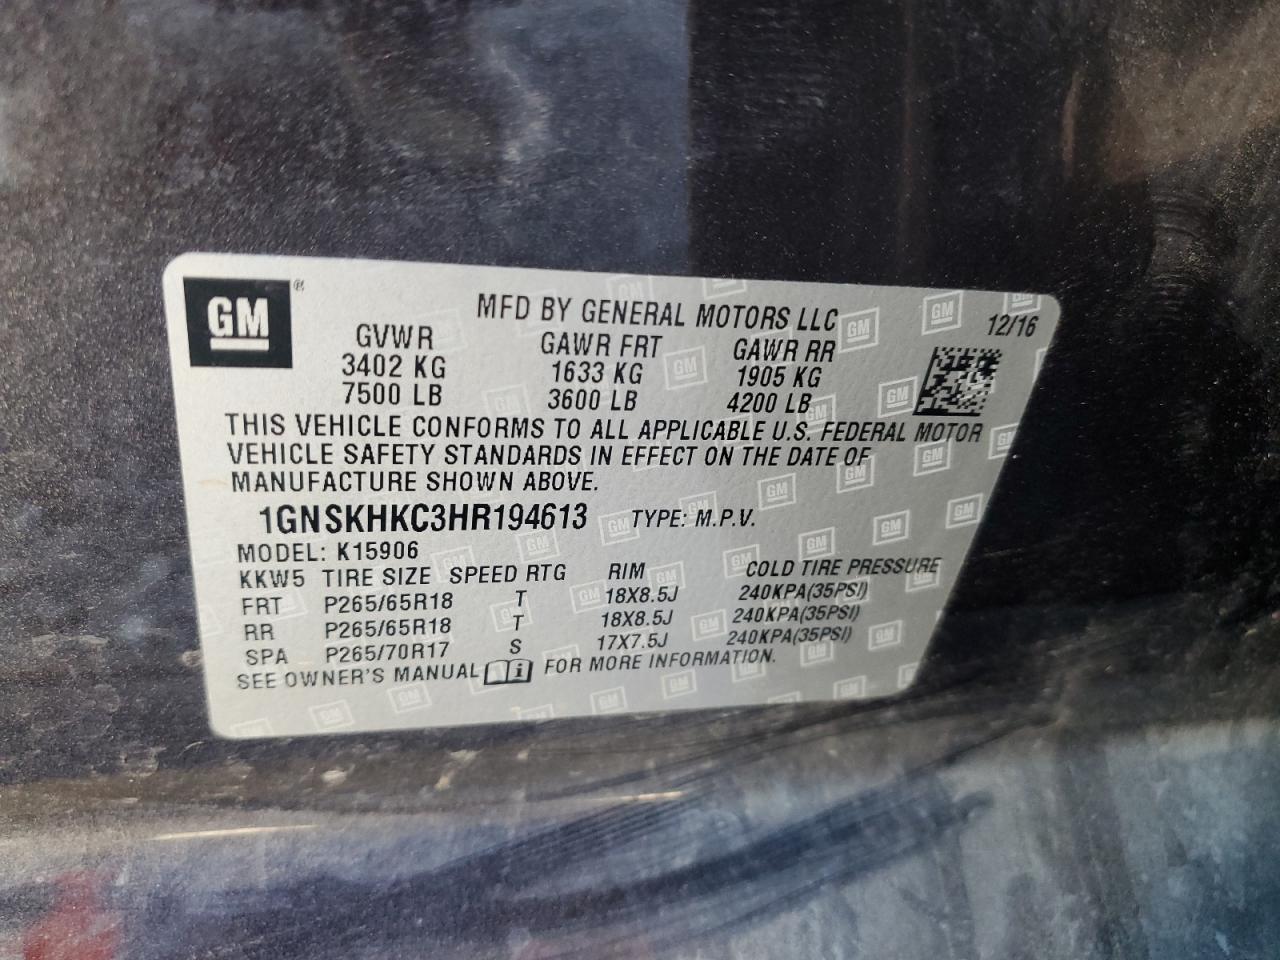 GM ®
MFD BY GENERAL MOTORS LLC
12/16
GVWR GAWR FRT GAWR RR
3402 KG 1633 KG 1905 KG
7500 LB 3600 LB 4200 LB
THIS VEHICLE CONFORMS TO ALL APPLICABLE U.S. FEDERAL MOTOR
VEHICLE SAFETY STANDARDS IN EFFECT ON THE DATE OF
MANUFACTURE SHOWN ABOVE.
1GNSKHKC3HR194613 TYPE: M.P.V.
MODEL: K15906
KKW5 TIRE SIZE SPEED RTG RIM COLD TIRE PRESSURE
FRT P265/65R18 T 18X8.5J 240KPA(35PSI)
RR P265/65R18 T 18X8.5J 240KPA(35PSI)
SPA P265/70R17 S 17X7.5J 240KPA(35PSI)
SEE OWNER'S MANUAL i FOR MORE INFORMATION.